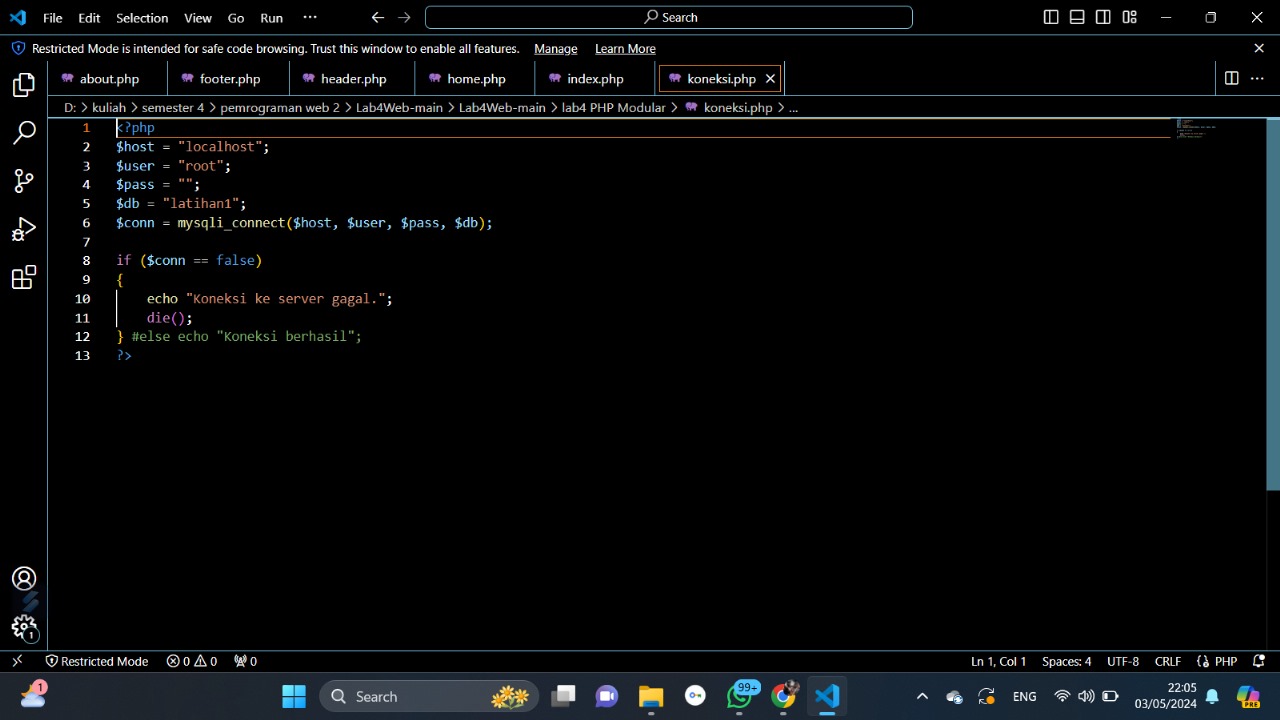 File Edit Selection View Go Run ··· Search
Restricted Mode is intended for safe code browsing. Trust this window to enable all features. Manage Learn More
about.php footer.php header.php home.php index.php koneksi.php
D: > kuliah > semester 4 > pemrograman web 2 > Lab4Web-main > Lab4Web-main > lab4 PHP Modular > koneksi.php > ...
1 <?php
2 $host = "localhost";
3 $user = "root";
4 $pass = "";
5 $db = "latihan1";
6 $conn = mysqli_connect($host, $user, $pass, $db);
7
8 if ($conn == false)
9 {
10 echo "Koneksi ke server gagal.";
11 die();
12 } #else echo "Koneksi berhasil";
13 ?>
1
Restricted Mode 0 0 0 Ln 1, Col 1 Spaces: 4 UTF-8 CRLF PHP
1 Search 99+ ENG 22:05 PRE
03/05/2024